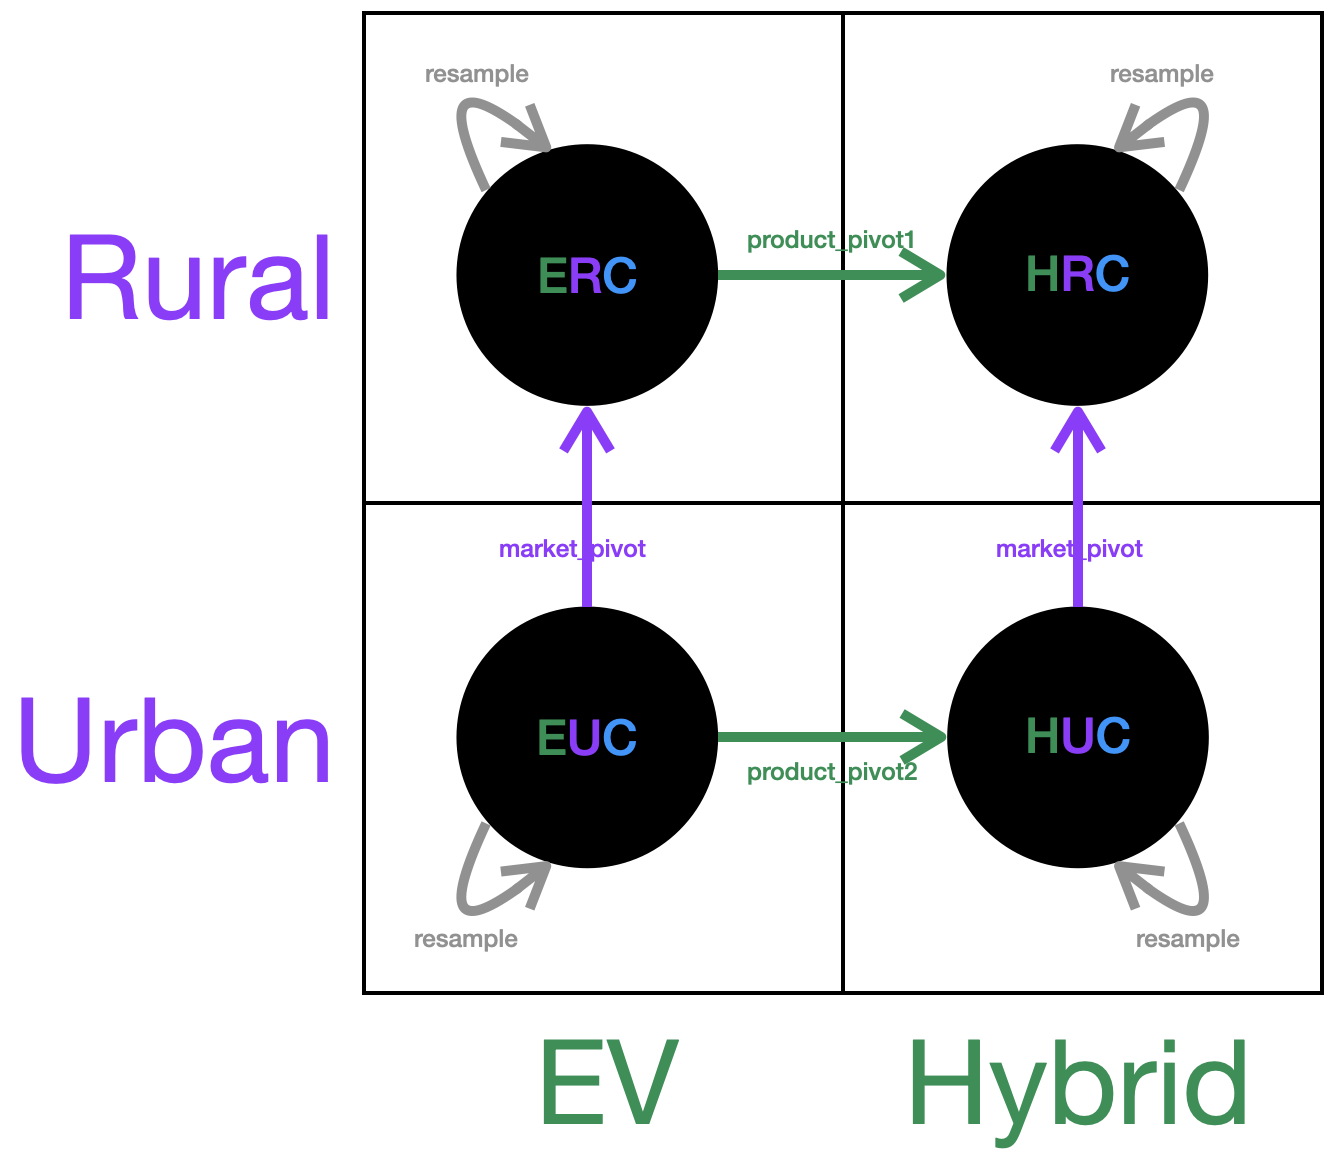 resample
resample
product_pivot1
Rural
ERC
HRC
market_pivot
market_pivot
Urban
EUC
HUC
product_pivot2
resample
resample
EV
Hybrid